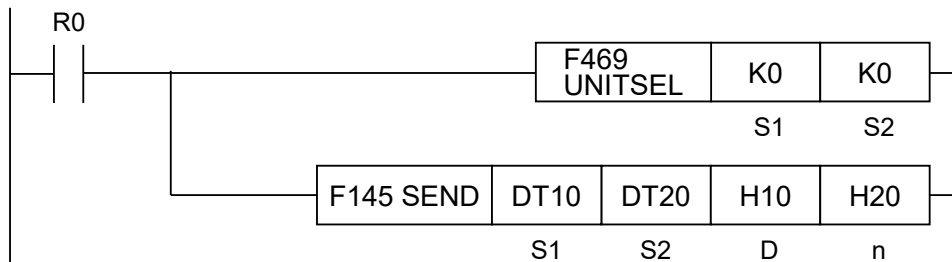 R0
F469
UNITSEL
K0
K0
S1
S2
F145 SEND
DT10
DT20
H10
H20
S1
S2
D
n